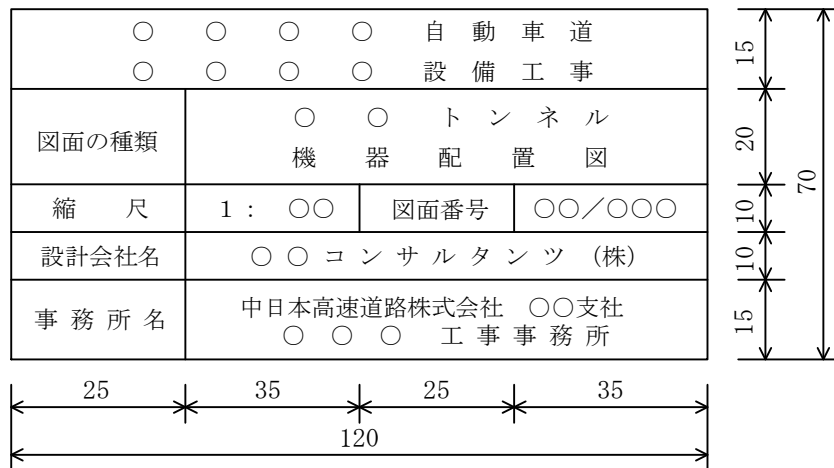 ○ ○ ○ ○ 自動車道
○ ○ ○ ○ 設備工事
図面の種類
○ ○ トンネル
機器配置図
縮尺 1: ○○ 図面番号 ○○/○○○
設計会社名 ○○コンサルタンツ (株)
事務所名
中日本高速道路株式会社 ○○支社
○ ○ ○ 工事事務所
15
20
10
10
15
70
25 35 25 35
120